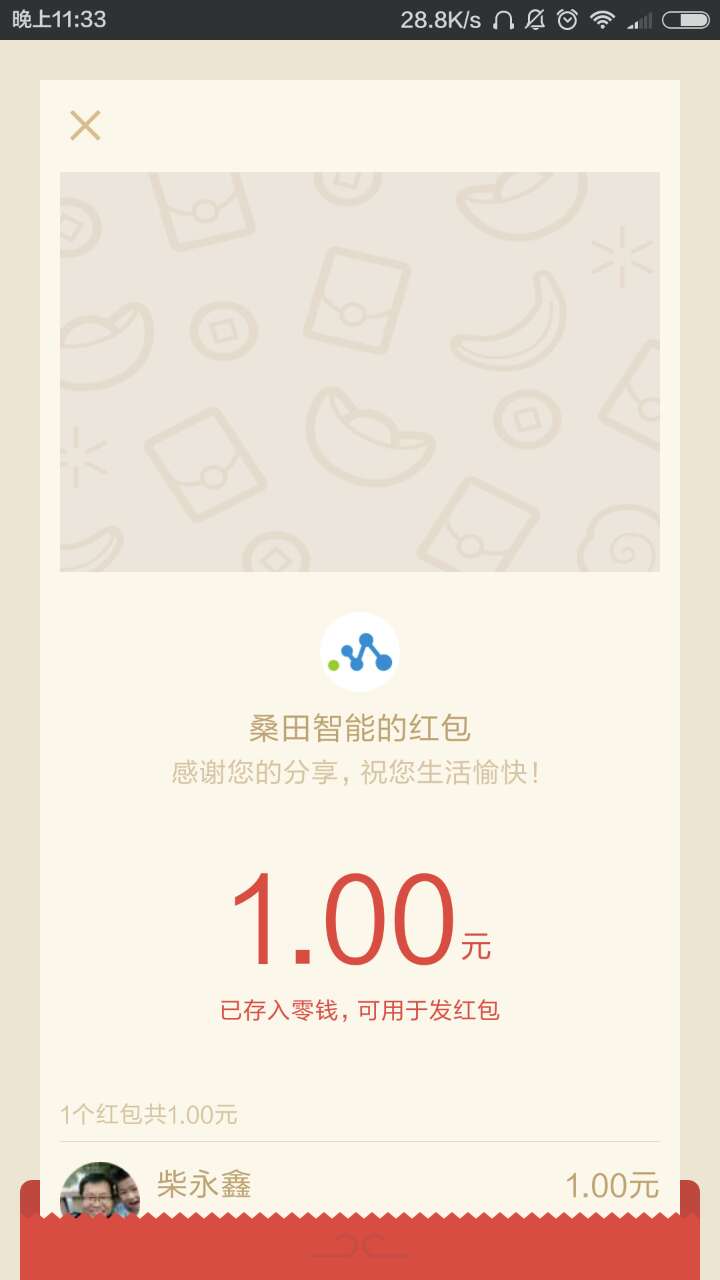 晚上11:33 28.8K/s
桑田智能的红包
感谢您的分享，祝您生活愉快！
1.00元
已存入零钱，可用于发红包
1个红包共1.00元
柴永鑫 1.00元